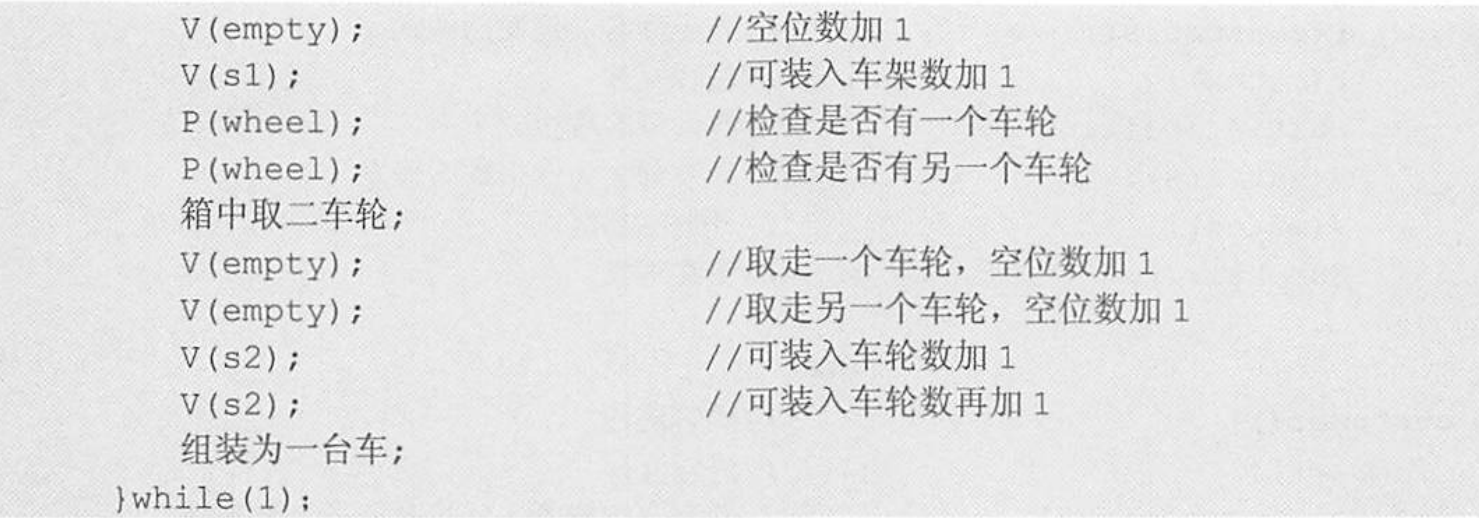 V(empty); //空位数加 1
V(s1); //可装入车架数加 1
P(wheel); //检查是否有一个车轮
P(wheel); //检查是否有另一个车轮
箱中取二车轮;
V(empty); //取走一个车轮，空位数加 1
V(empty); //取走另一个车轮，空位数加 1
V(s2); //可装入车轮数加 1
V(s2); //可装入车轮数再加 1
组装为一台车;
}while(1);